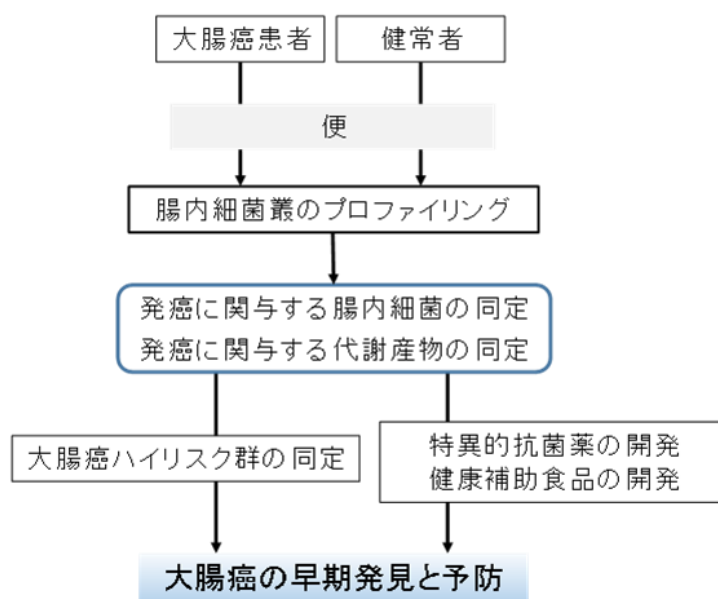 大腸癌患者
健常者
便
腸内細菌叢のプロファイリング
発癌に関与する腸内細菌の同定
発癌に関与する代謝産物の同定
大腸癌ハイリスク群の同定
特異的抗菌薬の開発
健康補助食品の開発
大腸癌の早期発見と予防